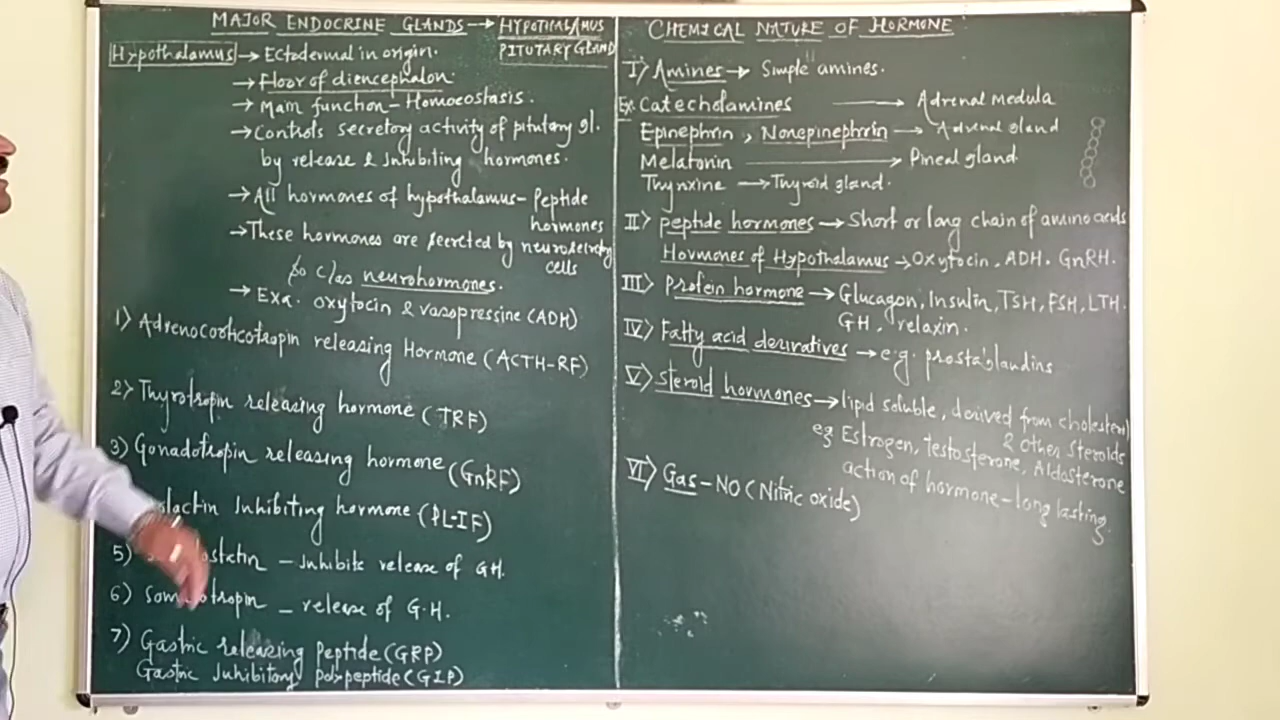 MAJOR ENDOCRINE GLANDS → HYPOTHALAMUS
PITUTARY GLAND
Hypothalamus → Ectodermal in origin.
→ Floor of diencephalon.
→ Main function - Homoeostasis.
→ Controls secretory activity of pitutary gl.
by release & Inhibiting hormones.
→ All hormones of hypothalamus - Peptide
hormones
→ These hormones are secreted by neurosecretory
cells
So c/as neurohormones.
→ Exa. oxytocin & vasopressine (ADH)
1) Adrenocorticotropin releasing Hormone (ACTH-RF)
2) Thyrotropin releasing hormone (TRF)
3) Gonadotropin releasing hormone (GnRF)
lactin Inhibiting hormone (PL-IF)
5) statin - Inhibits release of GH.
6) Som tropin - release of G.H.
7) Gastric releasing Peptide (GRP)
Gastric Inhibitory polypeptide (GIP)
CHEMICAL NATURE OF HORMONE
I) Amines → Simple amines.
Ex. Catecholamines → Adrenal medula
Epinephrin, Norepinephrin → Adrenal gland
Melatonin → Pineal gland.
Thyroxine → Thyroid gland.
II) peptide hormones → Short or long chain of amino acids
Hormones of Hypothalamus → Oxytocin, ADH, GnRH.
III) Protein hormone → Glucagon, Insulin, TSH, FSH, LTH.
GH, relaxin.
IV) Fatty acid derivatives → e.g. prostaglandins
V) Steroid hormones → lipid soluble, derived from cholesterol
& other Steroids
eg Estrogen, testosterone, Aldosterone
action of hormone - long lasting.
VI) Gas - NO (Nitric oxide)